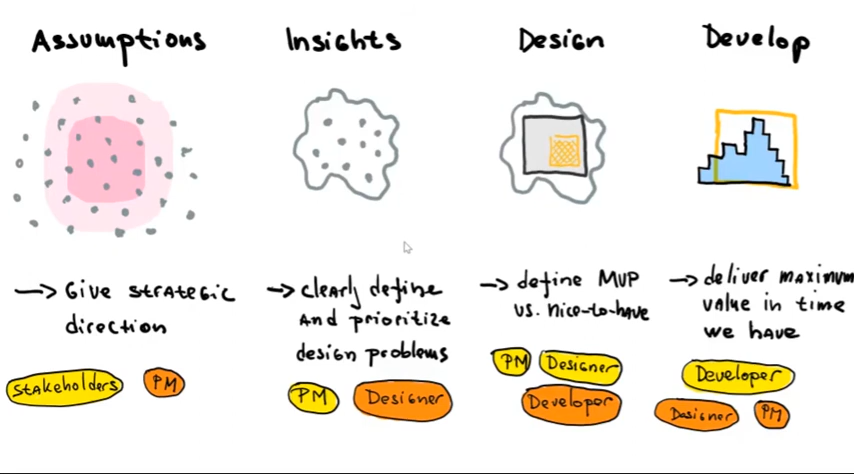 Assumptions
Insights
Design
Develop
→ Give strategic
direction
→ clearly define
and prioritize
design problems
→ define MVP
vs. nice-to-have
→ deliver maximum
value in time
we have
Stakeholders
PM
PM
Designer
PM
Designer
Developer
Developer
Designer
PM